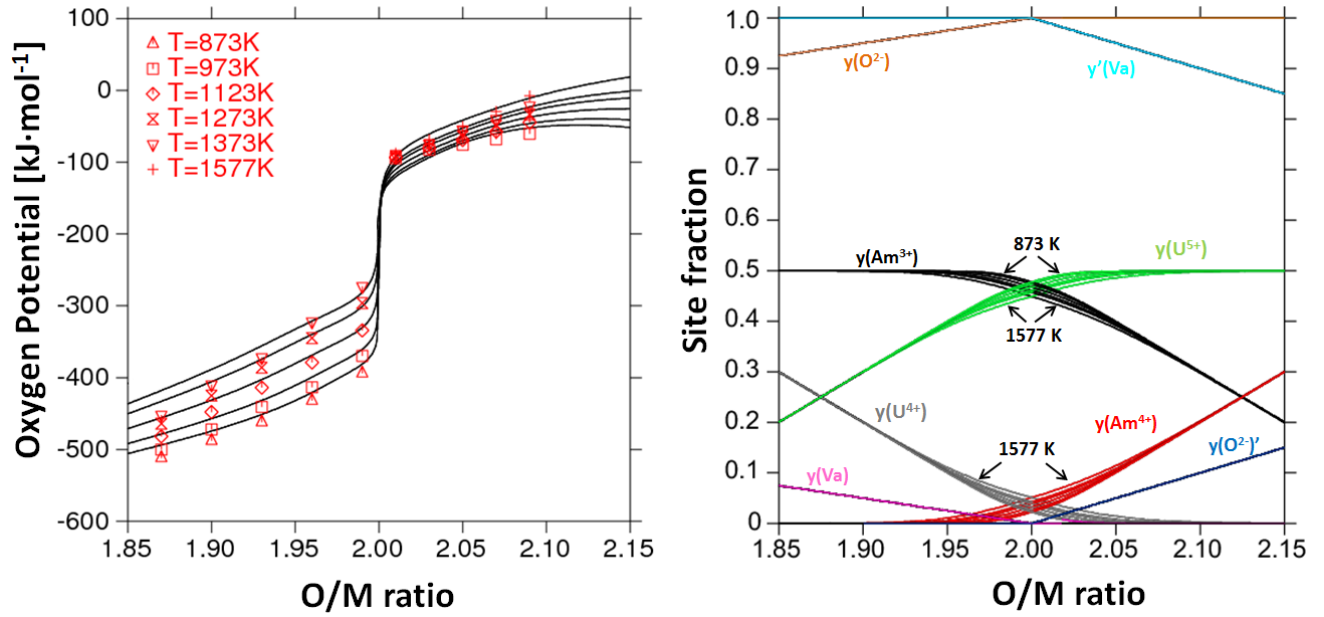 100
0
-100
-200
-300
-400
-500
-600
Oxygen Potential [kJ·mol⁻¹]
T=873K
T=973K
T=1123K
T=1273K
T=1373K
T=1577K
1.85 1.90 1.95 2.00 2.05 2.10 2.15
O/M ratio
1.0
0.9
0.8
0.7
0.6
0.5
0.4
0.3
0.2
0.1
0
Site fraction
y(O²⁻)
y’(Va)
873 K
y(Am³⁺)
y(U⁵⁺)
1577 K
y(U⁴⁺)
y(Am⁴⁺)
1577 K
y(O²⁻)’
y(Va)
1.85 1.90 1.95 2.00 2.05 2.10 2.15
O/M ratio